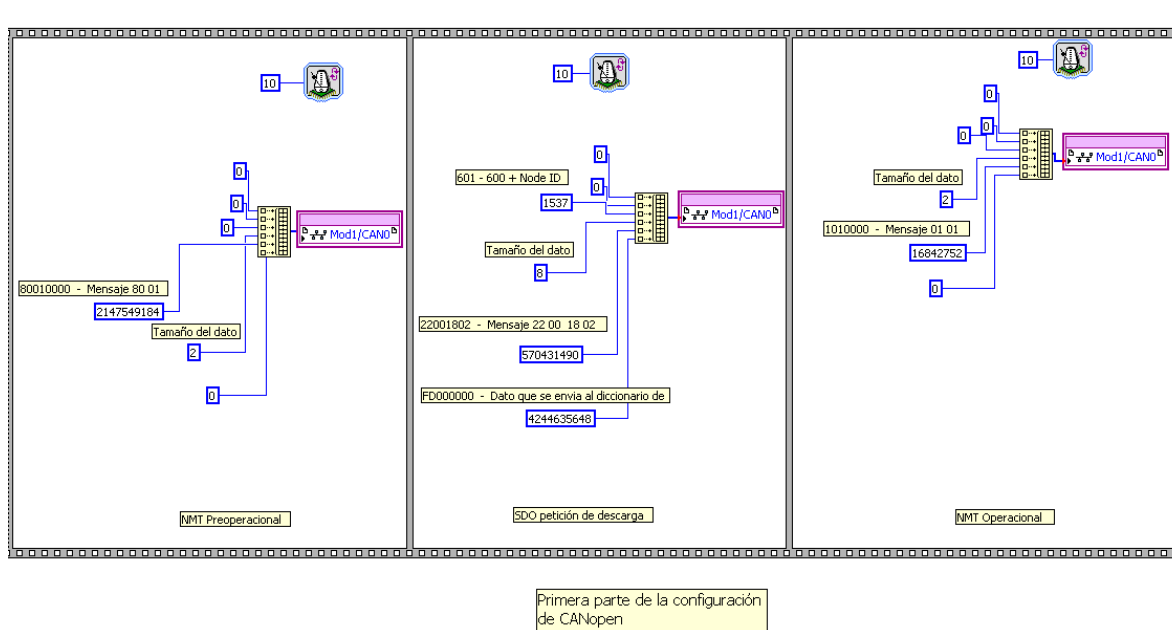 10
0
0
0
Mod1/CAN0
80010000 - Mensaje 80 01
2147549184
Tamaño del dato
2
0
NMT Preoperacional
10
0
601 - 600 + Node ID
0
1537
Mod1/CAN0
Tamaño del dato
8
22001802 - Mensaje 22 00 18 02
570431490
FD000000 - Dato que se envia al diccionario de
4244635648
SDO petición de descarga
10
0
0
0
Mod1/CAN0
Tamaño del dato
2
1010000 - Mensaje 01 01
16842752
0
NMT Operacional
Primera parte de la configuración
de CANopen